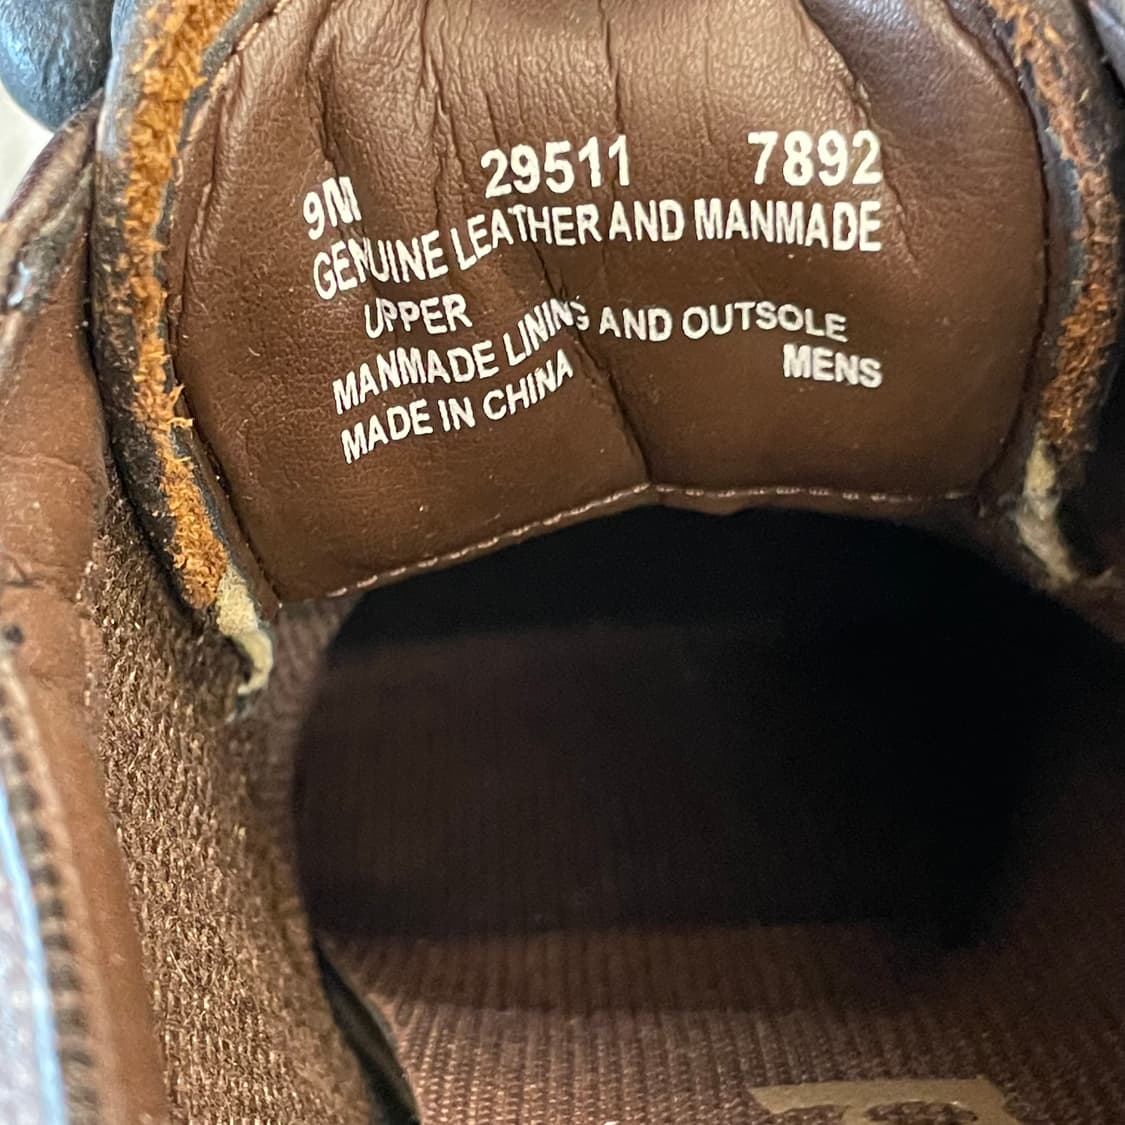 9M 29511 7892
GENUINE LEATHER AND MANMADE
UPPER
MANMADE LINING AND OUTSOLE
MADE IN CHINA MENS